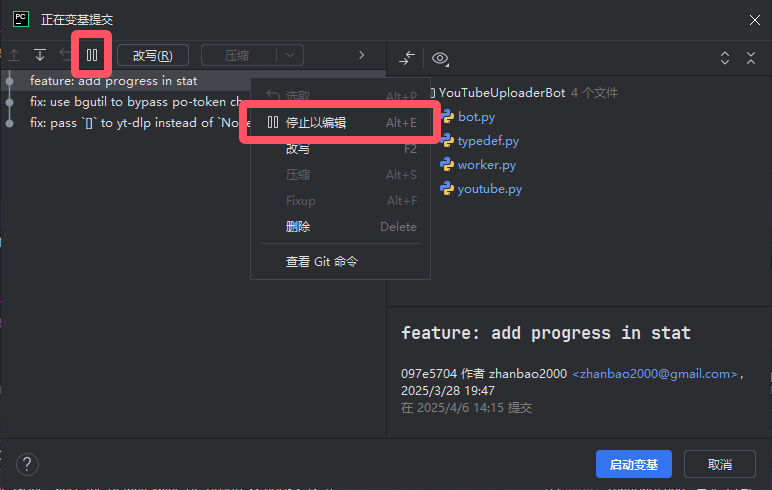 PC 正在变基提交
改写(R) 压缩
feature: add progress in stat
fix: use bgutil to bypass po-token ch
fix: pass `[]` to yt-dlp instead of `No
选取 Alt+P
停止以编辑 Alt+E
改写 F2
压缩 Alt+S
Fixup Alt+F
删除 Delete
查看 Git 命令
YouTubeUploaderBot 4 个文件
bot.py
typedef.py
worker.py
youtube.py
feature: add progress in stat
097e5704 作者 zhanbao2000 <zhanbao2000@gmail.com>,
2025/3/28 19:47
在 2025/4/6 14:15 提交
? 启动变基 取消